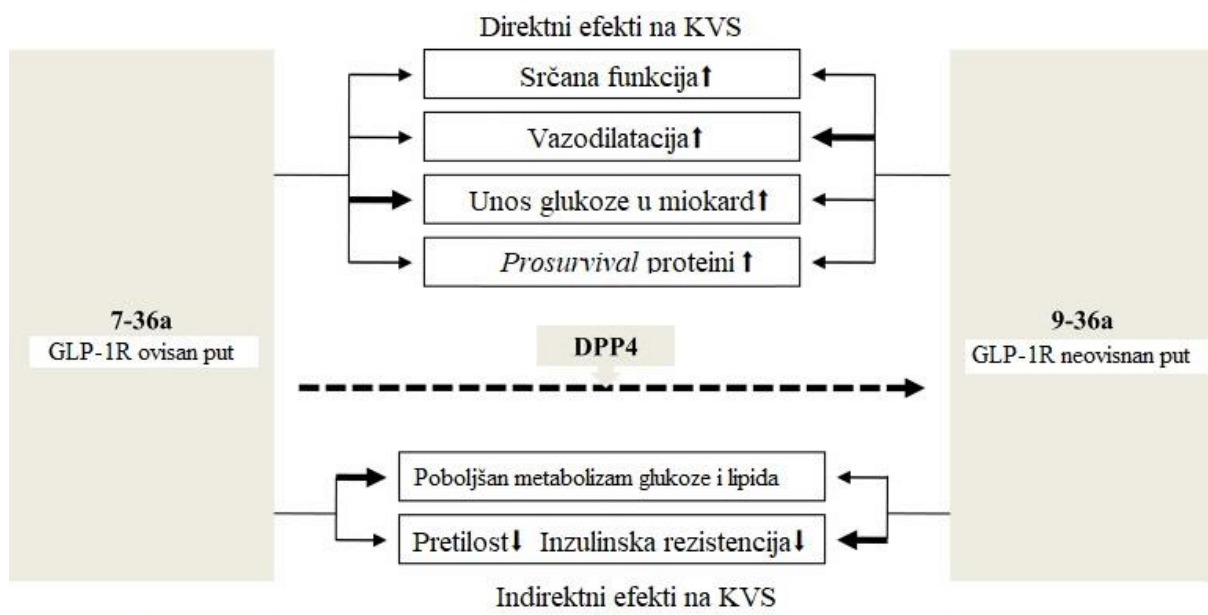 Direktni efekti na KVS
Srčana funkcija⬆
Vazodilatacija⬆
Unos glukoze u miokard⬆
Prosurvival proteini⬆
7-36a
GLP-1R ovisan put
DPP4
9-36a
GLP-1R neovisnan put
Poboljšan metabolizam glukoze i lipida
Pretilost⬇ Inzulinska rezistencija⬇
Indirektni efekti na KVS